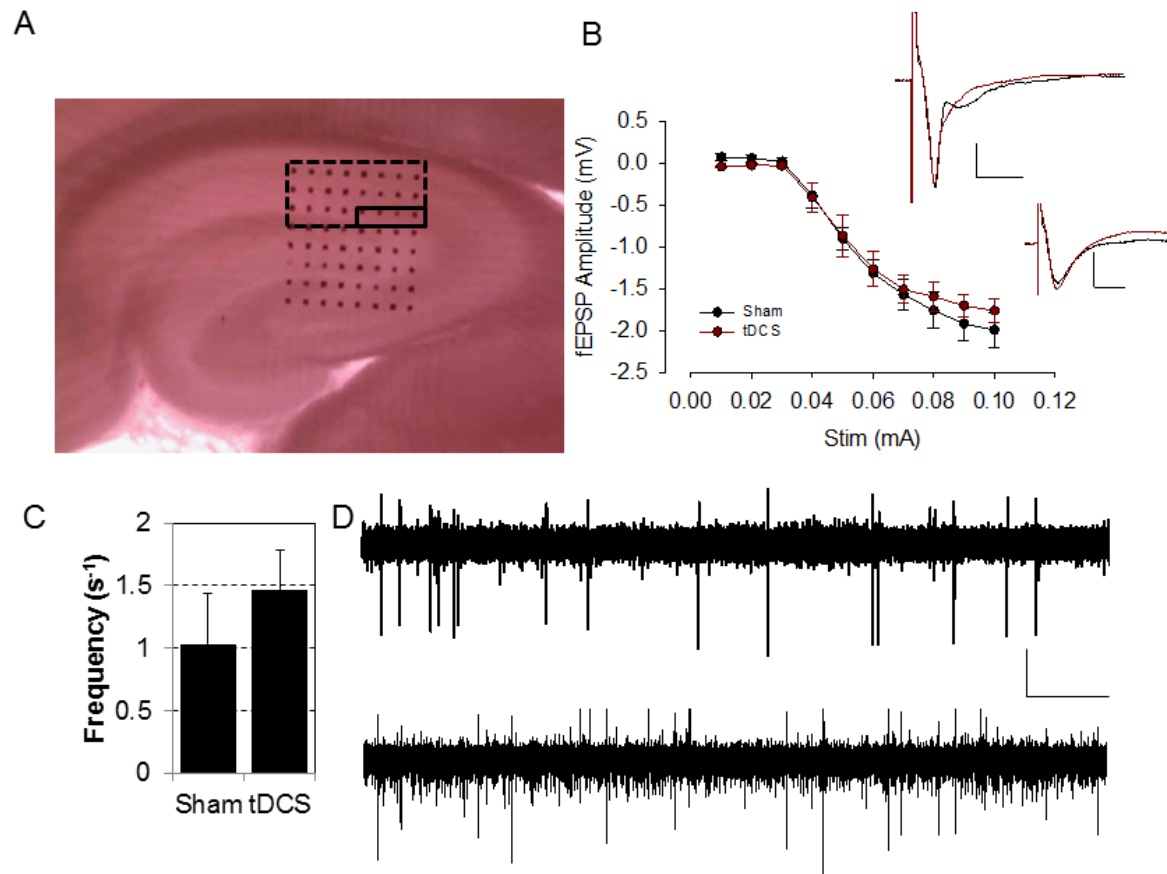 A
B
fEPSP Amplitude (mV)
0.5
0.0
-0.5
-1.0
-1.5
-2.0
-2.5
Sham
tDCS
0.00 0.02 0.04 0.06 0.08 0.10 0.12
Stim (mA)
C
Frequency (s⁻¹)
2
1.5
1
0.5
0
Sham tDCS
D